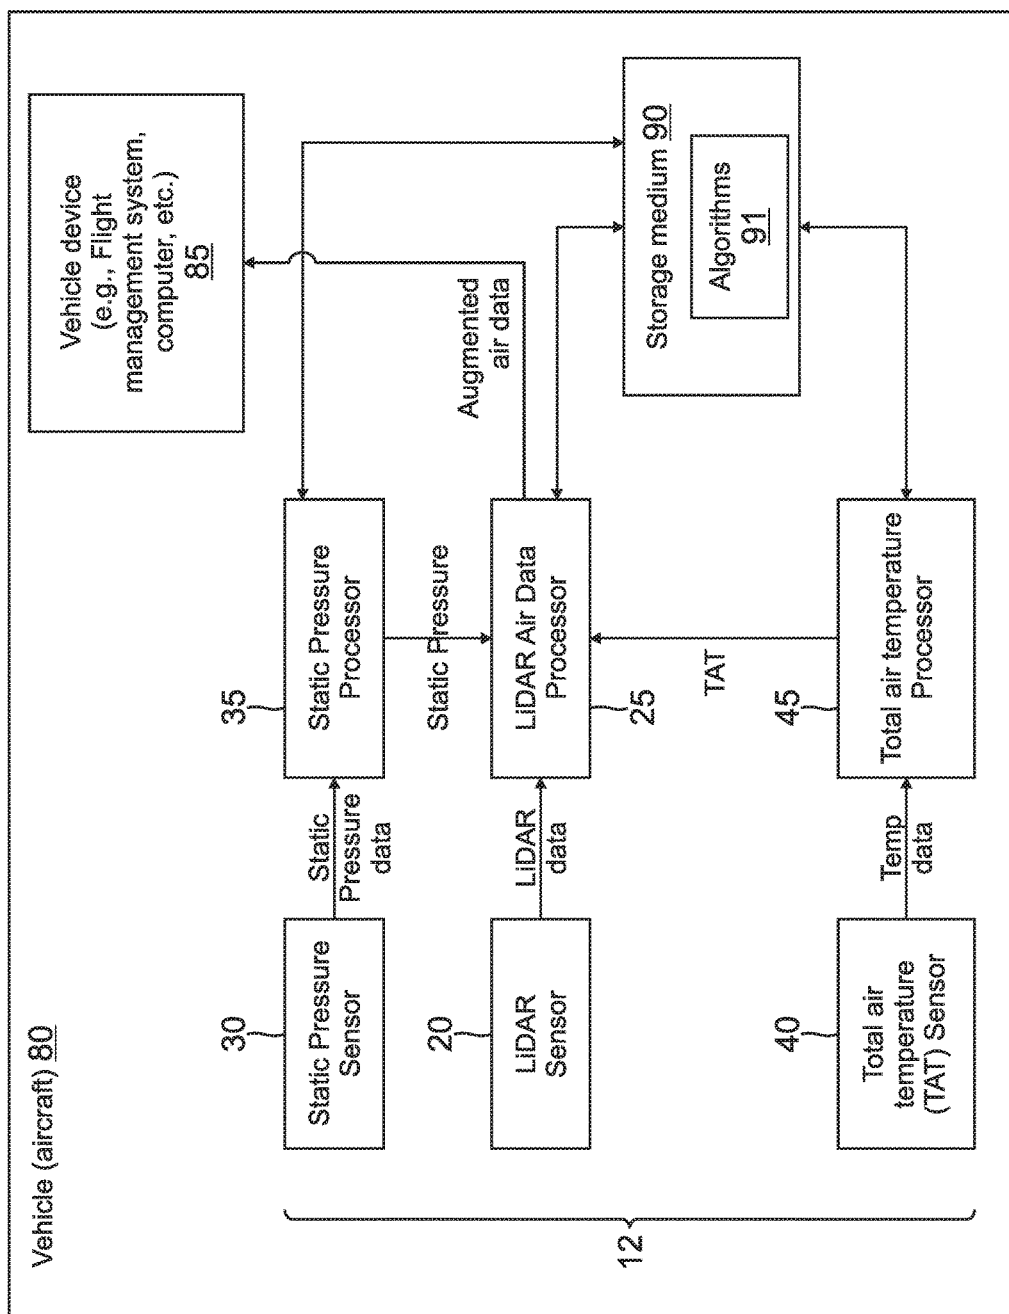 Vehicle (aircraft) 80
Vehicle device
(e.g., Flight
management system,
computer, etc.)
85
30
Static Pressure
Sensor
Static
Pressure
data
35
Static Pressure
Processor
Static Pressure
Augmented
air data
20
LiDAR
Sensor
LiDAR
data
LiDAR Air Data
Processor
25
Storage medium 90
Algorithms
91
TAT
40
Total air
temperature
(TAT) Sensor
Temp
data
45
Total air temperature
Processor
12